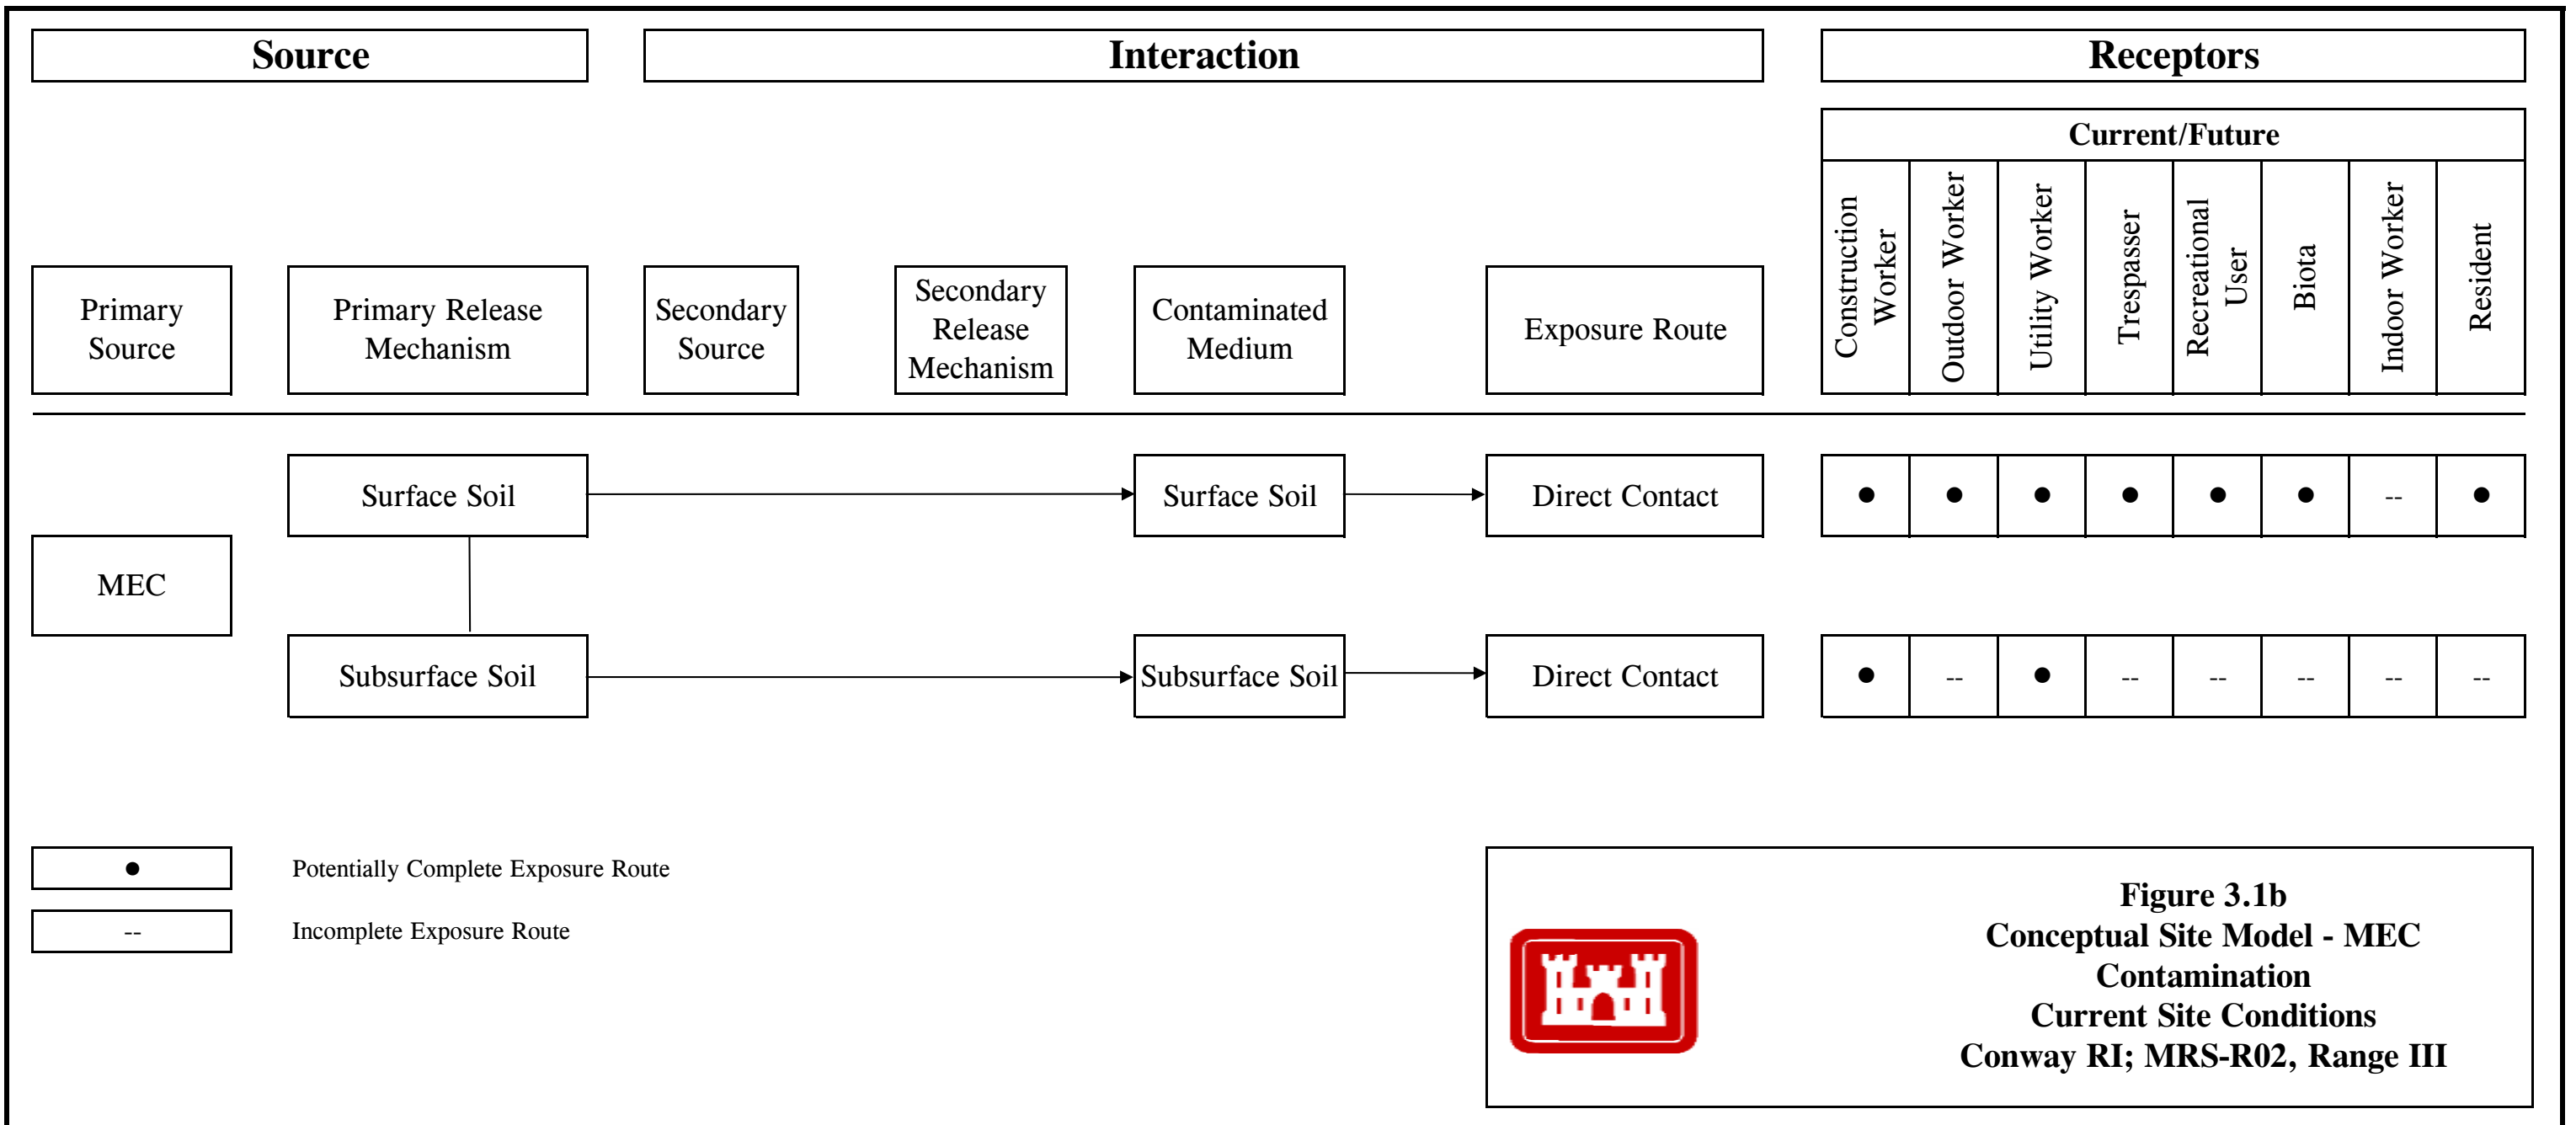 Source
Interaction
Receptors
Current/Future
Primary
Source
Primary Release
Mechanism
Secondary
Source
Secondary
Release
Mechanism
Contaminated
Medium
Exposure Route
Construction
Worker
Outdoor Worker
Utility Worker
Trespasser
Recreational
User
Biota
Indoor Worker
Resident
MEC
Surface Soil
Surface Soil
Direct Contact
● ● ● ● ● ● -- ●
Subsurface Soil
Subsurface Soil
Direct Contact
● -- ● -- -- -- -- --
● Potentially Complete Exposure Route
-- Incomplete Exposure Route
Figure 3.1b
Conceptual Site Model - MEC
Contamination
Current Site Conditions
Conway RI; MRS-R02, Range III